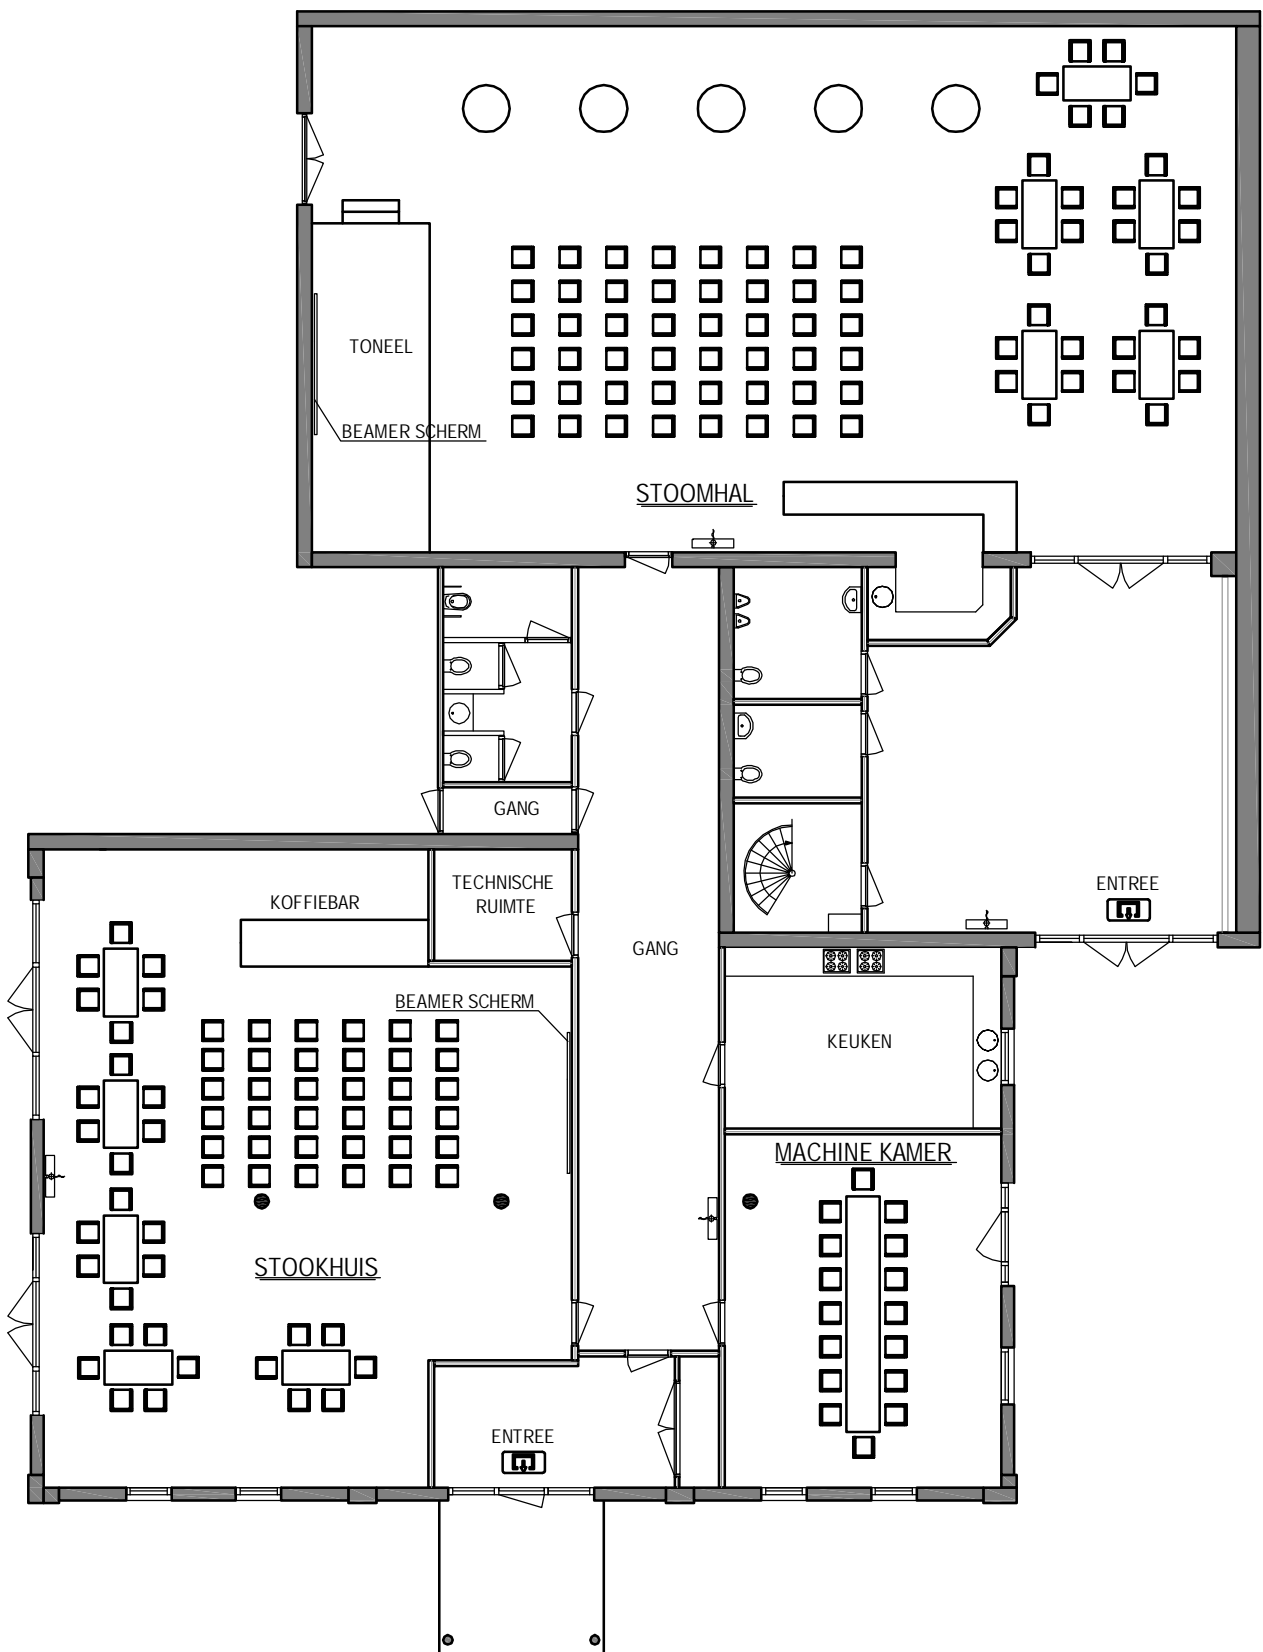 TONEEL
BEAMER SCHERM
STOOMHAL
GANG
KOFFIEBAR
TECHNISCHE
RUIMTE
ENTREE
GANG
BEAMER SCHERM
KEUKEN
MACHINE KAMER
STOOKHUIS
ENTREE